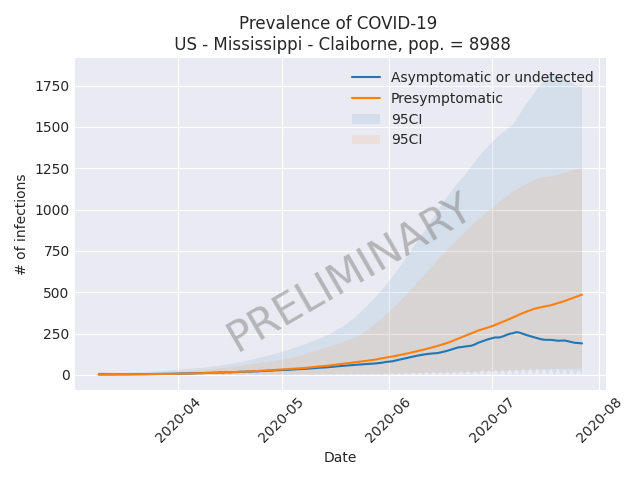 Prevalence of COVID-19
US - Mississippi - Claiborne, pop. = 8988
Asymptomatic or undetected
Presymptomatic
95CI
95CI
1750
1500
1250
1000
750
500
250
0
# of infections
PRELIMINARY
2020-04
2020-05
2020-06
2020-07
2020-08
Date